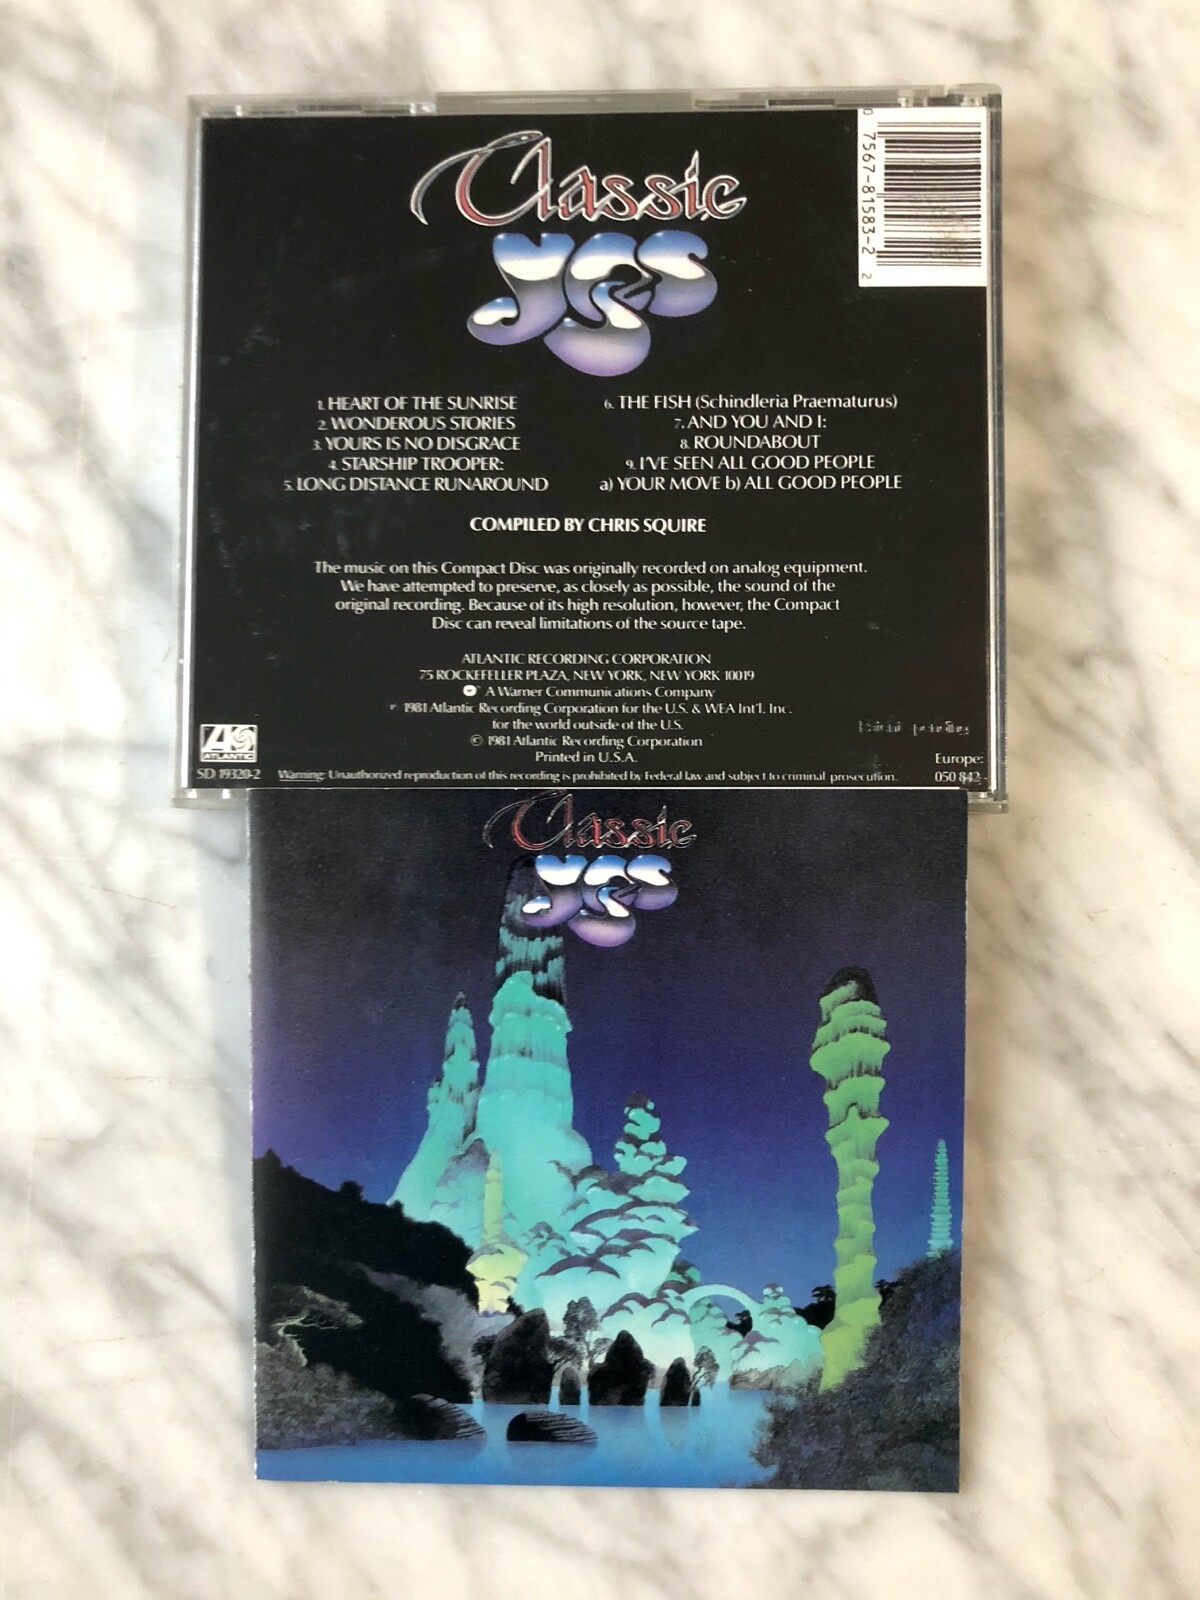 Classic
yes
0 7567-81583-2 2
1. HEART OF THE SUNRISE
2. WONDEROUS STORIES
3. YOURS IS NO DISGRACE
4. STARSHIP TROOPER:
5. LONG DISTANCE RUNAROUND
6. THE FISH (Schindleria Praematurus)
7. AND YOU AND I:
8. ROUNDABOUT
9. I'VE SEEN ALL GOOD PEOPLE
a) YOUR MOVE b) ALL GOOD PEOPLE
COMPILED BY CHRIS SQUIRE
The music on this Compact Disc was originally recorded on analog equipment.
We have attempted to preserve, as closely as possible, the sound of the
original recording. Because of its high resolution, however, the Compact
Disc can reveal limitations of the source tape.
ATLANTIC RECORDING CORPORATION
75 ROCKEFELLER PLAZA, NEW YORK, NEW YORK 10019
A Warner Communications Company
℗ 1981 Atlantic Recording Corporation for the U.S. & WEA Int'l. Inc.
for the world outside of the U.S.
© 1981 Atlantic Recording Corporation
Printed in U.S.A.
Patent pending
ATLANTIC
Europe:
SD 19320-2
Warning: Unauthorized reproduction of this recording is prohibited by Federal law and subject to criminal prosecution.
050 842-
Classic
yes